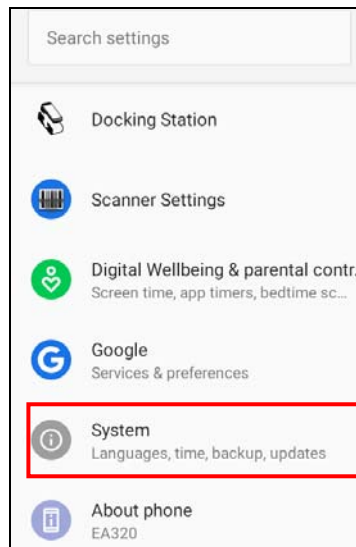 Search settings
Docking Station
Scanner Settings
Digital Wellbeing & parental contr.
Screen time, app timers, bedtime sc...
Google
Services & preferences
System
Languages, time, backup, updates
About phone
EA320